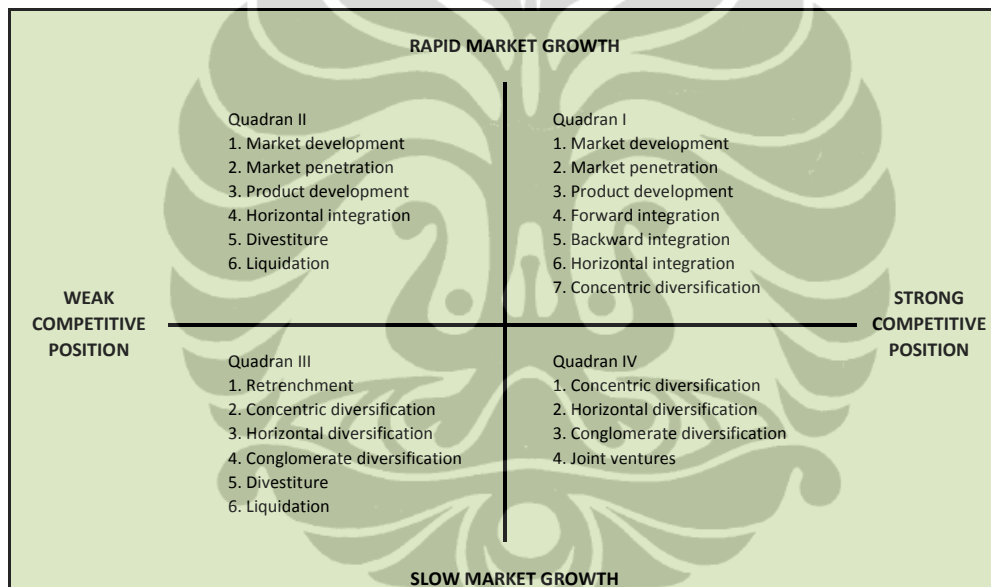 RAPID MARKET GROWTH
Quadran II
1. Market development
2. Market penetration
3. Product development
4. Horizontal integration
5. Divestiture
6. Liquidation
Quadran I
1. Market development
2. Market penetration
3. Product development
4. Forward integration
5. Backward integration
6. Horizontal integration
7. Concentric diversification
WEAK
COMPETITIVE
POSITION
STRONG
COMPETITIVE
POSITION
Quadran III
1. Retrenchment
2. Concentric diversification
3. Horizontal diversification
4. Conglomerate diversification
5. Divestiture
6. Liquidation
Quadran IV
1. Concentric diversification
2. Horizontal diversification
3. Conglomerate diversification
4. Joint ventures
SLOW MARKET GROWTH